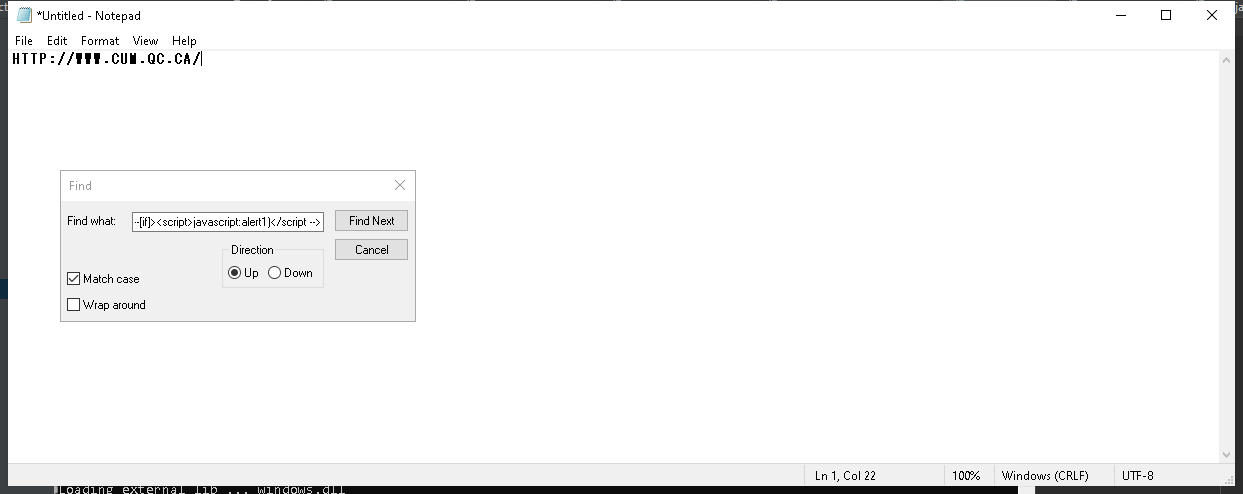 *Untitled - Notepad
File Edit Format View Help
HTTP://WWW.CUM.QC.CA/
Find
Find what: --[if]><script>javascript:alert1)</script --> Find Next
Direction Cancel
Up Down
Match case
Wrap around
Ln 1, Col 22 100% Windows (CRLF) UTF-8
Loading external lib ... windows.dll